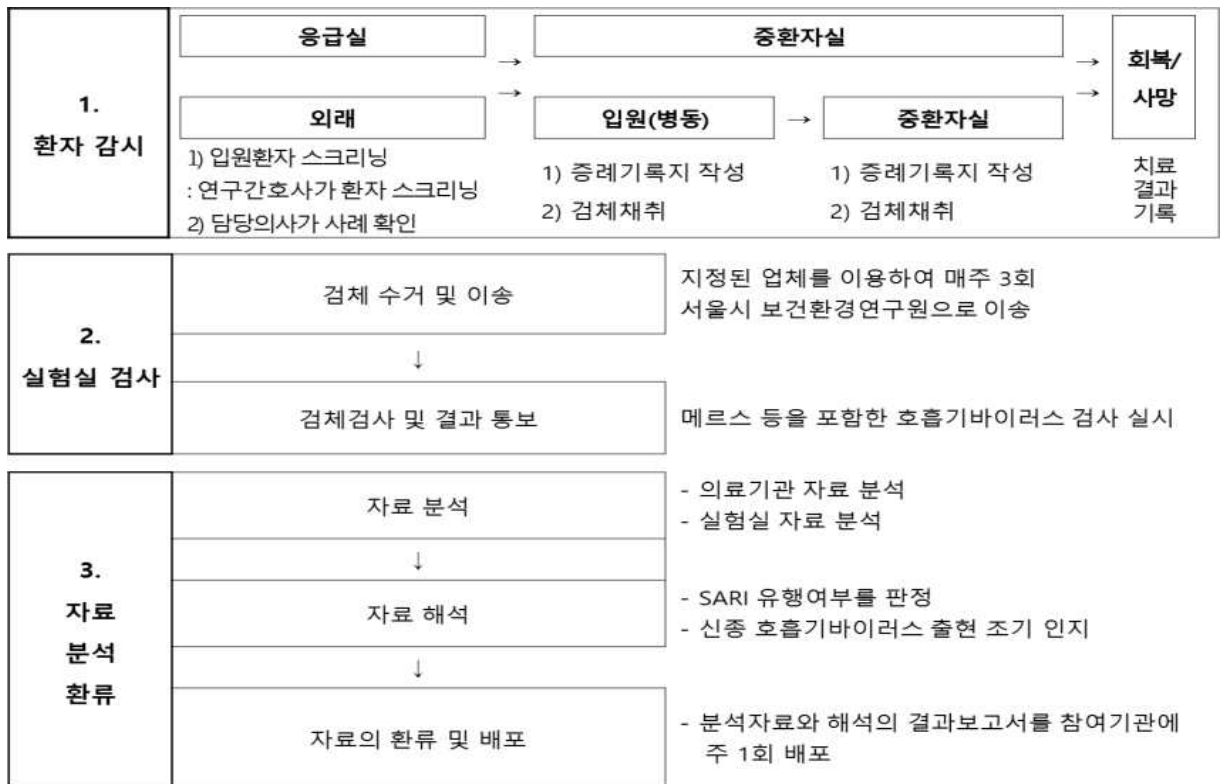 1.
환자 감시
응급실
→
중환자실
→
회복/
사망
외래
→
입원(병동)
→
중환자실
→
1) 입원환자 스크리닝
: 연구간호사가 환자 스크리닝
2) 담당의사가 사례 확인
1) 증례기록지 작성
2) 검체채취
1) 증례기록지 작성
2) 검체채취
치료
결과
기록
2.
실험실 검사
검체 수거 및 이송
지정된 업체를 이용하여 매주 3회
서울시 보건환경연구원으로 이송
↓
검체검사 및 결과 통보
메르스 등을 포함한 호흡기바이러스 검사 실시
3.
자료
분석
환류
자료 분석
- 의료기관 자료 분석
- 실험실 자료 분석
↓
자료 해석
- SARI 유행여부를 판정
- 신종 호흡기바이러스 출현 조기 인지
↓
자료의 환류 및 배포
- 분석자료와 해석의 결과보고서를 참여기관에
주 1회 배포